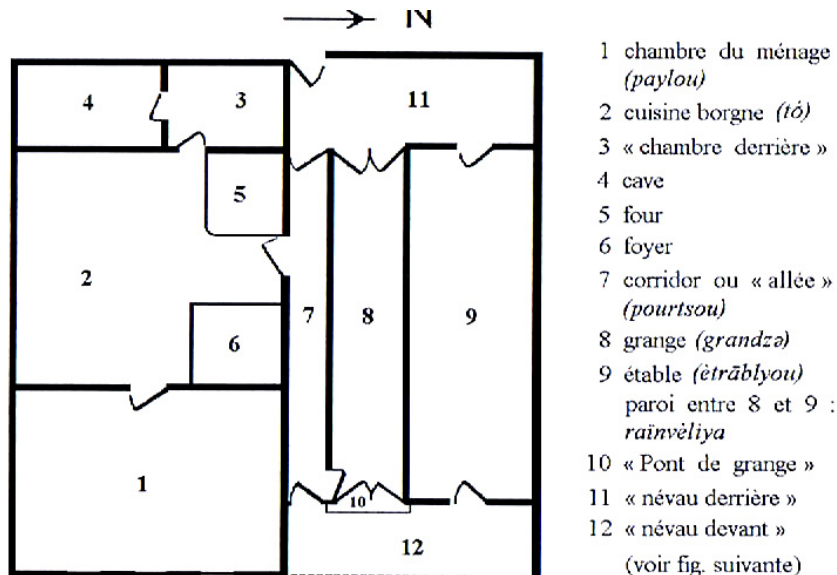 N
4
3
11
5
2
7
8
9
6
1
10
12
1 chambre du ménage
(paylou)
2 cuisine borgne (tó)
3 « chambre derrière »
4 cave
5 four
6 foyer
7 corridor ou « allée »
(pourtsou)
8 grange (grandzə)
9 étable (ètrāblyou)
paroi entre 8 et 9 :
raïnvèliya
10 « Pont de grange »
11 « névau derrière »
12 « névau devant »
(voir fig. suivante)